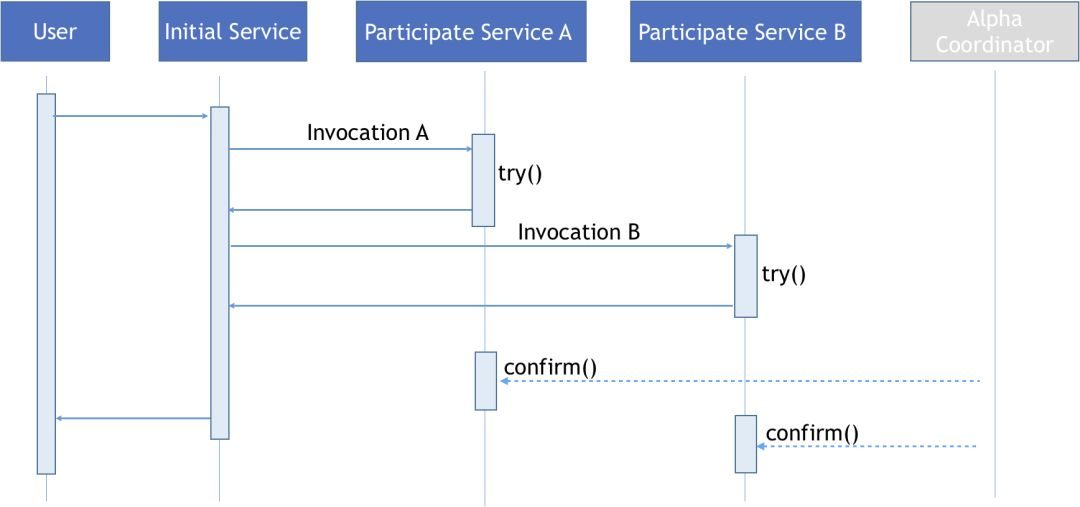 User
Initial Service
Participate Service A
Participate Service B
Alpha
Coordinator
Invocation A
try()
Invocation B
try()
confirm()
confirm()